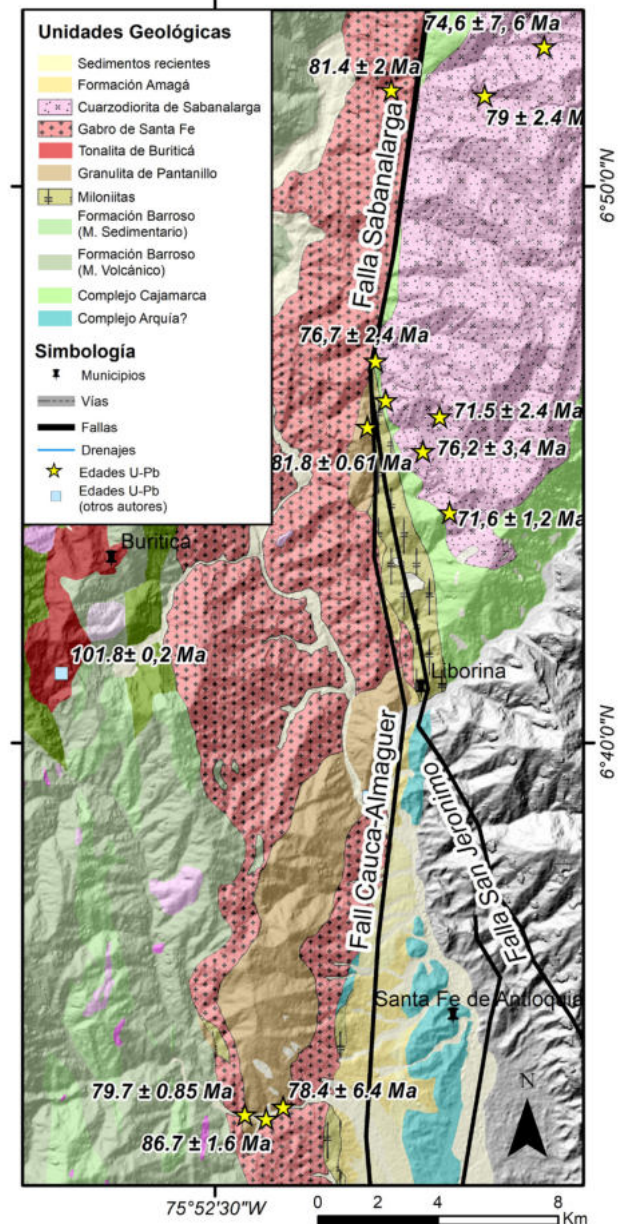 Unidades Geológicas
Sedimentos recientes
Formación Amagá
Cuarzodiorita de Sabanalarga
Gabro de Santa Fe
Tonalita de Buriticá
Granulita de Pantanillo
Miloniitas
Formación Barroso
(M. Sedimentario)
Formación Barroso
(M. Volcánico)
Complejo Cajamarca
Complejo Arquía?
Simbología
Municipios
Vías
Fallas
Drenajes
Edades U-Pb
Edades U-Pb
(otros autores)
74,6 ± 7, 6 Ma
81.4 ± 2 Ma
79 ± 2.4 M
Falla Sabanalarga
6°50'0"N
76,7 ± 2,4 Ma
71.5 ± 2.4 Ma
76,2 ± 3,4 Ma
81.8 ± 0.61 Ma
71,6 ± 1,2 Ma
Buriticá
101.8± 0,2 Ma
Liborina
6°40'0"N
Fall Cauca-Almaguer
Falla San Jeronimo
Santa Fe de Antioquia
79.7 ± 0.85 Ma
78.4 ± 6.4 Ma
86.7 ± 1.6 Ma
N
75°52'30"W
0 2 4 8
Km